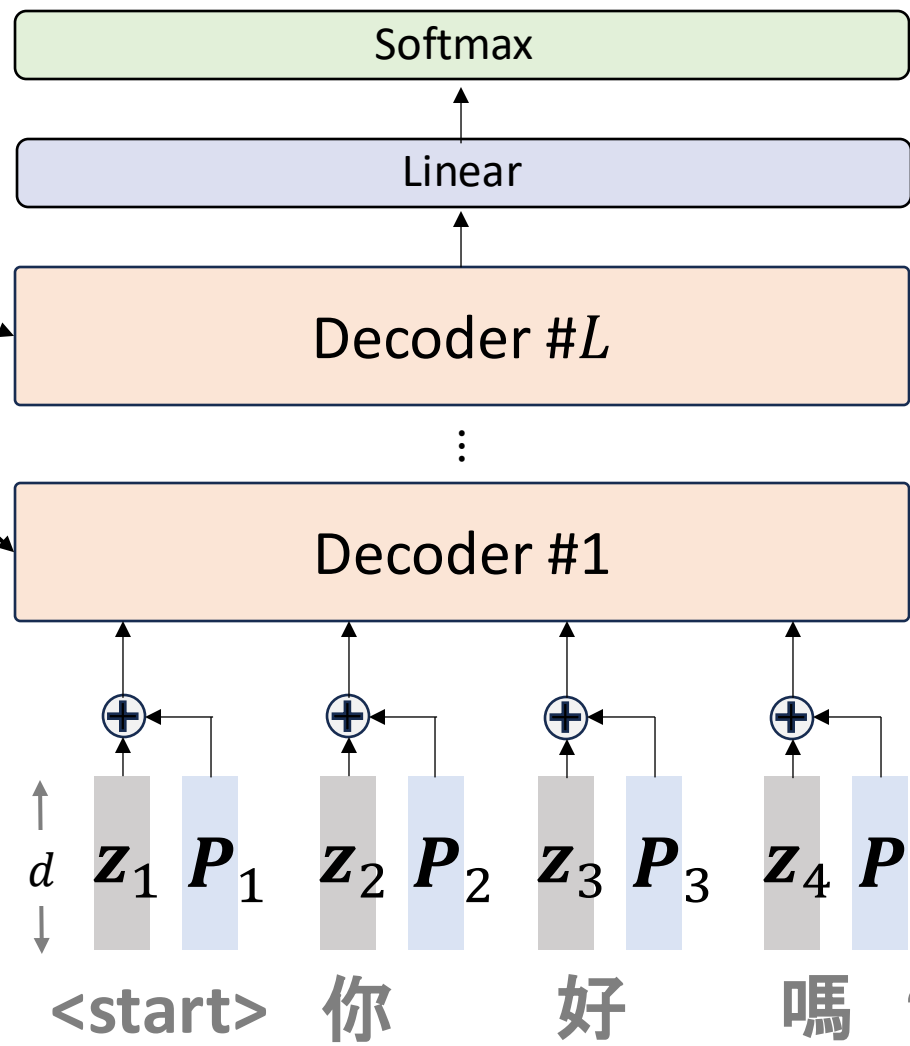 Softmax
Linear
Decoder #L
⋮
Decoder #1
d z₁ P₁ z₂ P₂ z₃ P₃ z₄ P
<start> 你 好 嗎